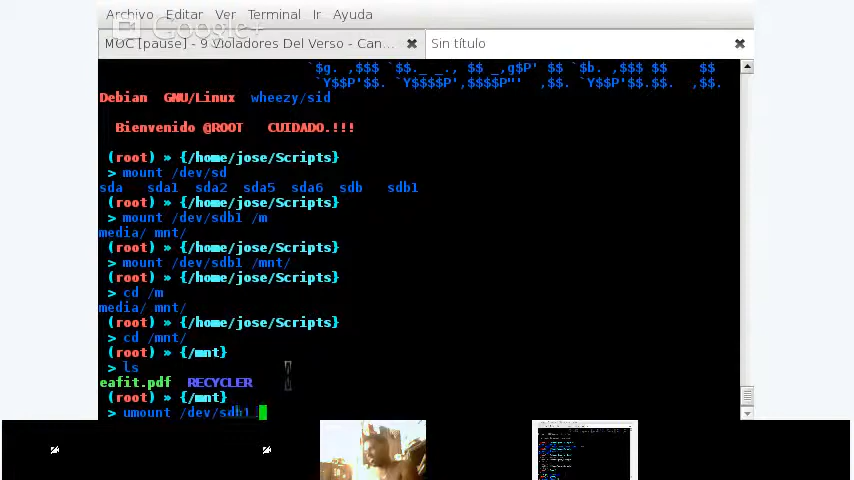 Archivo Editar Ver Terminal Ir Ayuda
Google+
MOC [pause] - 9 Violadores Del Verso - Can... ✖ Sin título ✖
`$g. ,$$$ `$$._ _., $$ _,g$P' $$ `$b. ,$$$ $$ $$
`Y$$P'$$. `Y$$$$P',$$$$P"' ,$$. `Y$$P'$$.$$. ,$$.
Debian GNU/Linux wheezy/sid
Bienvenido @ROOT CUIDADO.!!!
(root) » {/home/jose/Scripts}
> mount /dev/sd
sda sda1 sda2 sda5 sda6 sdb sdb1
(root) » {/home/jose/Scripts}
> mount /dev/sdb1 /m
media/ mnt/
(root) » {/home/jose/Scripts}
> mount /dev/sdb1 /mnt/
(root) » {/home/jose/Scripts}
> cd /m
media/ mnt/
(root) » {/home/jose/Scripts}
> cd /mnt/
(root) » {/mnt}
> ls
eafit.pdf RECYCLER
(root) » {/mnt}
> umount /dev/sdb1